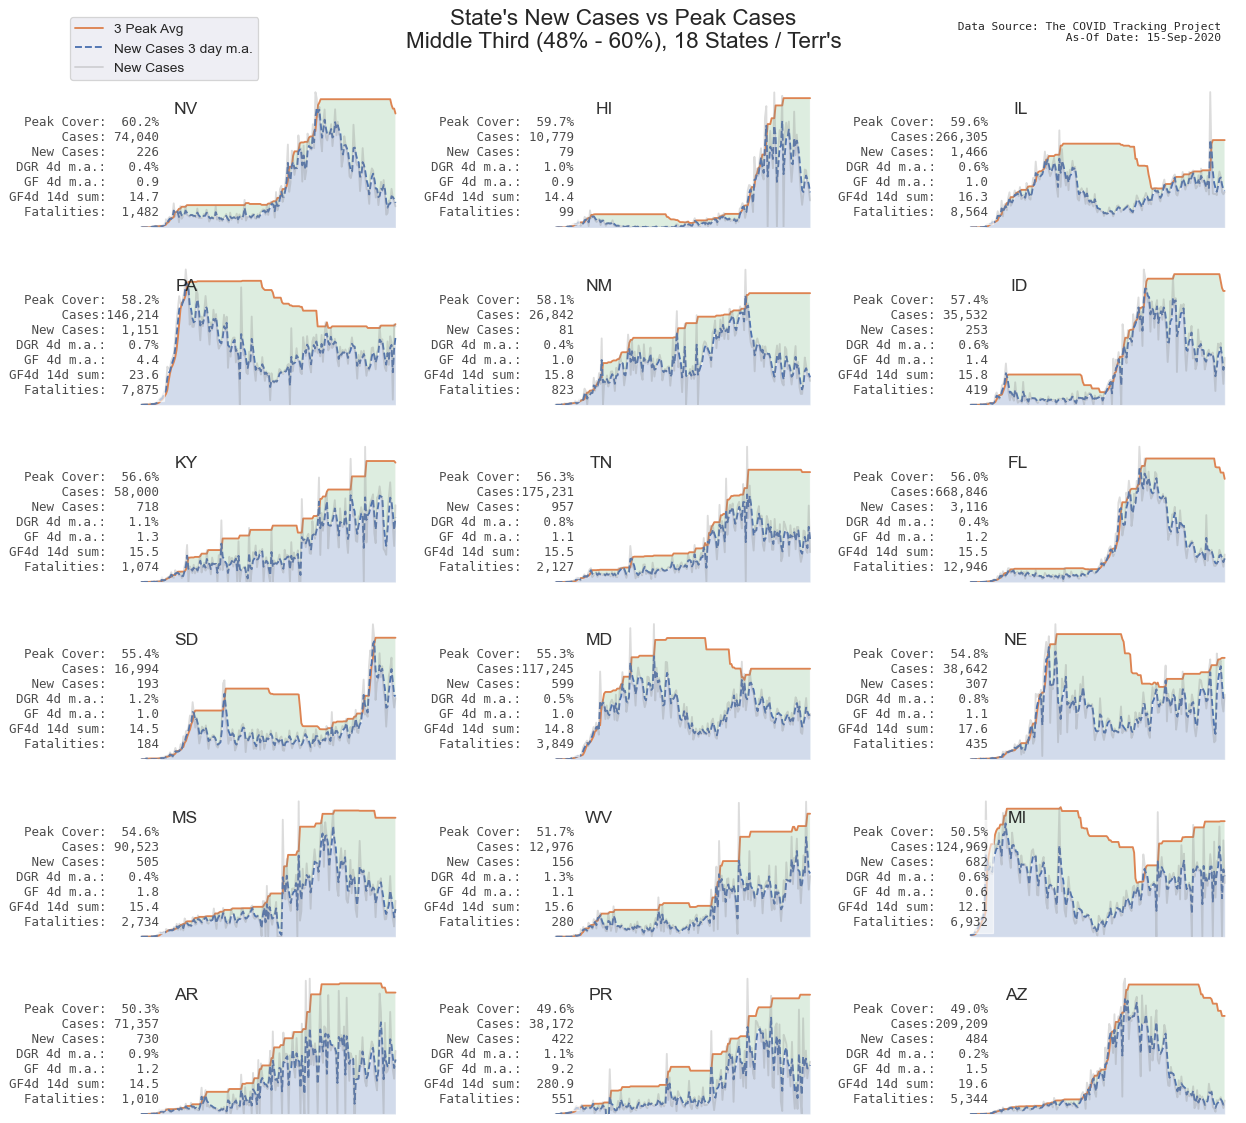 State's New Cases vs Peak Cases
Middle Third (48% - 60%), 18 States / Terr's
3 Peak Avg
New Cases 3 day m.a.
New Cases
Data Source: The COVID Tracking Project
As-Of Date: 15-Sep-2020
NV
Peak Cover: 60.2%
Cases: 74,040
New Cases: 226
DGR 4d m.a.: 0.4%
GF 4d m.a.: 0.9
GF4d 14d sum: 14.7
Fatalities: 1,482
HI
Peak Cover: 59.7%
Cases: 10,779
New Cases: 79
DGR 4d m.a.: 1.0%
GF 4d m.a.: 0.9
GF4d 14d sum: 14.4
Fatalities: 99
IL
Peak Cover: 59.6%
Cases:266,305
New Cases: 1,466
DGR 4d m.a.: 0.6%
GF 4d m.a.: 1.0
GF4d 14d sum: 16.3
Fatalities: 8,564
PA
Peak Cover: 58.2%
Cases:146,214
New Cases: 1,151
DGR 4d m.a.: 0.7%
GF 4d m.a.: 4.4
GF4d 14d sum: 23.6
Fatalities: 7,875
NM
Peak Cover: 58.1%
Cases: 26,842
New Cases: 81
DGR 4d m.a.: 0.4%
GF 4d m.a.: 1.0
GF4d 14d sum: 15.8
Fatalities: 823
ID
Peak Cover: 57.4%
Cases: 35,532
New Cases: 253
DGR 4d m.a.: 0.6%
GF 4d m.a.: 1.4
GF4d 14d sum: 15.8
Fatalities: 419
KY
Peak Cover: 56.6%
Cases: 58,000
New Cases: 718
DGR 4d m.a.: 1.1%
GF 4d m.a.: 1.3
GF4d 14d sum: 15.5
Fatalities: 1,074
TN
Peak Cover: 56.3%
Cases:175,231
New Cases: 957
DGR 4d m.a.: 0.8%
GF 4d m.a.: 1.1
GF4d 14d sum: 15.5
Fatalities: 2,127
FL
Peak Cover: 56.0%
Cases:668,846
New Cases: 3,116
DGR 4d m.a.: 0.4%
GF 4d m.a.: 1.2
GF4d 14d sum: 15.5
Fatalities: 12,946
SD
Peak Cover: 55.4%
Cases: 16,994
New Cases: 193
DGR 4d m.a.: 1.2%
GF 4d m.a.: 1.0
GF4d 14d sum: 14.5
Fatalities: 184
MD
Peak Cover: 55.3%
Cases:117,245
New Cases: 599
DGR 4d m.a.: 0.5%
GF 4d m.a.: 1.0
GF4d 14d sum: 14.8
Fatalities: 3,849
NE
Peak Cover: 54.8%
Cases: 38,642
New Cases: 307
DGR 4d m.a.: 0.8%
GF 4d m.a.: 1.1
GF4d 14d sum: 17.6
Fatalities: 435
MS
Peak Cover: 54.6%
Cases: 90,523
New Cases: 505
DGR 4d m.a.: 0.4%
GF 4d m.a.: 1.8
GF4d 14d sum: 15.4
Fatalities: 2,734
WV
Peak Cover: 51.7%
Cases: 12,976
New Cases: 156
DGR 4d m.a.: 1.3%
GF 4d m.a.: 1.1
GF4d 14d sum: 15.6
Fatalities: 280
MI
Peak Cover: 50.5%
Cases:124,969
New Cases: 682
DGR 4d m.a.: 0.6%
GF 4d m.a.: 0.6
GF4d 14d sum: 12.1
Fatalities: 6,932
AR
Peak Cover: 50.3%
Cases: 71,357
New Cases: 730
DGR 4d m.a.: 0.9%
GF 4d m.a.: 1.2
GF4d 14d sum: 14.5
Fatalities: 1,010
PR
Peak Cover: 49.6%
Cases: 38,172
New Cases: 422
DGR 4d m.a.: 1.1%
GF 4d m.a.: 9.2
GF4d 14d sum: 280.9
Fatalities: 551
AZ
Peak Cover: 49.0%
Cases:209,209
New Cases: 484
DGR 4d m.a.: 0.2%
GF 4d m.a.: 1.5
GF4d 14d sum: 19.6
Fatalities: 5,344